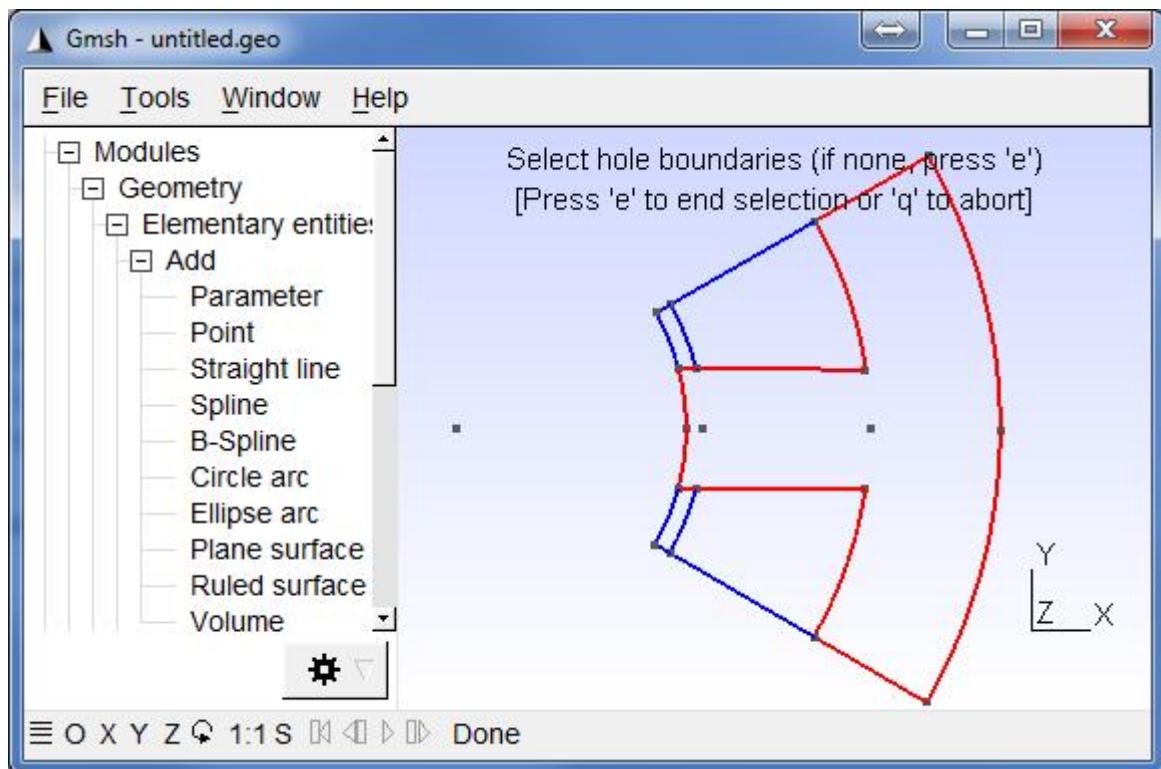 Gmsh - untitled.geo
File Tools Window Help
Modules
Geometry
Elementary entities
Add
Parameter
Point
Straight line
Spline
B-Spline
Circle arc
Ellipse arc
Plane surface
Ruled surface
Volume
Select hole boundaries (if none, press 'e')
[Press 'e' to end selection or 'q' to abort]
Y
Z X
O X Y Z 1:1 S Done